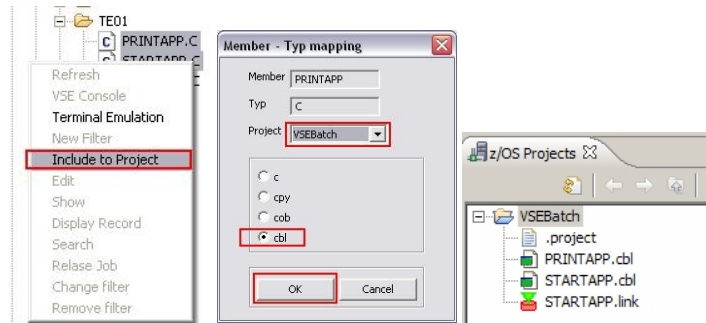 TE01
PRINTAPP.C
STARTAPP.C
Refresh
VSE Console
Terminal Emulation
New Filter
Include to Project
Edit
Show
Display Record
Search
Relase Job
Change filter
Remove filter
Member - Typ mapping
Member PRINTAPP
Typ C
Project VSEBatch
c
cpy
cob
cbl
OK Cancel
z/OS Projects
VSEBatch
.project
PRINTAPP.cbl
STARTAPP.cbl
STARTAPP.link